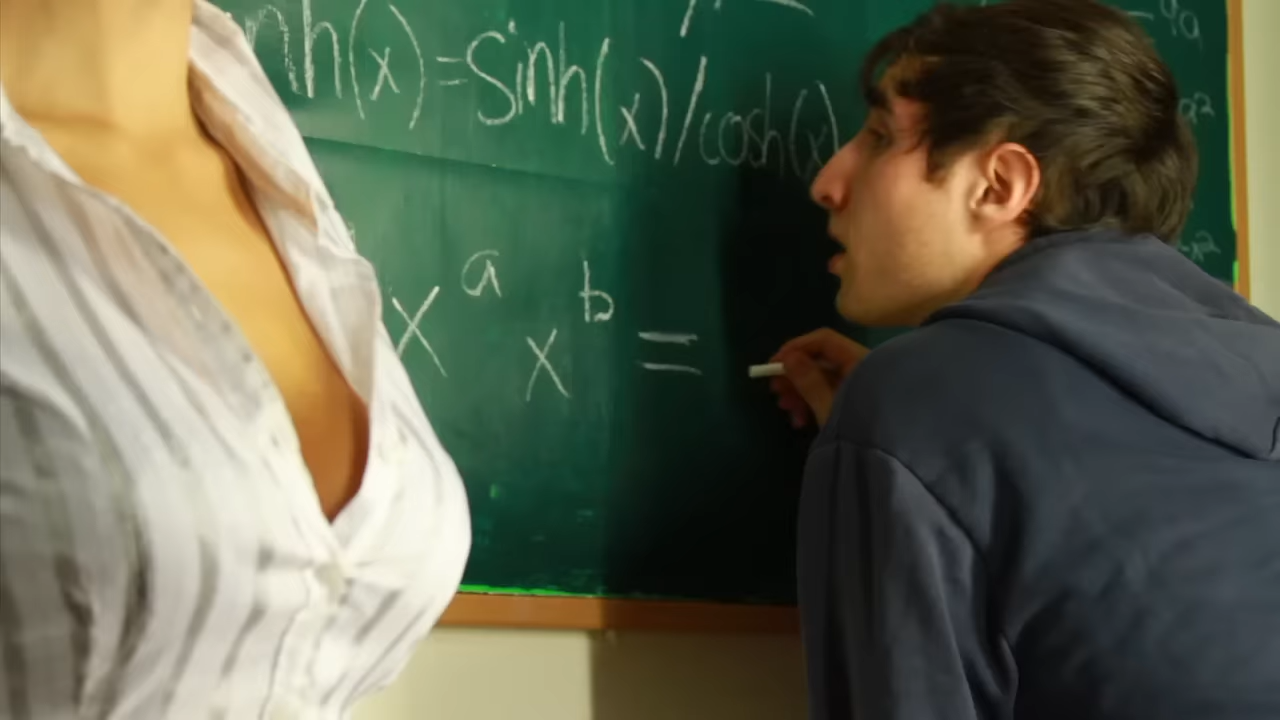 nh(x)=Sinh(x)/cosh(x)
x^a x^b =